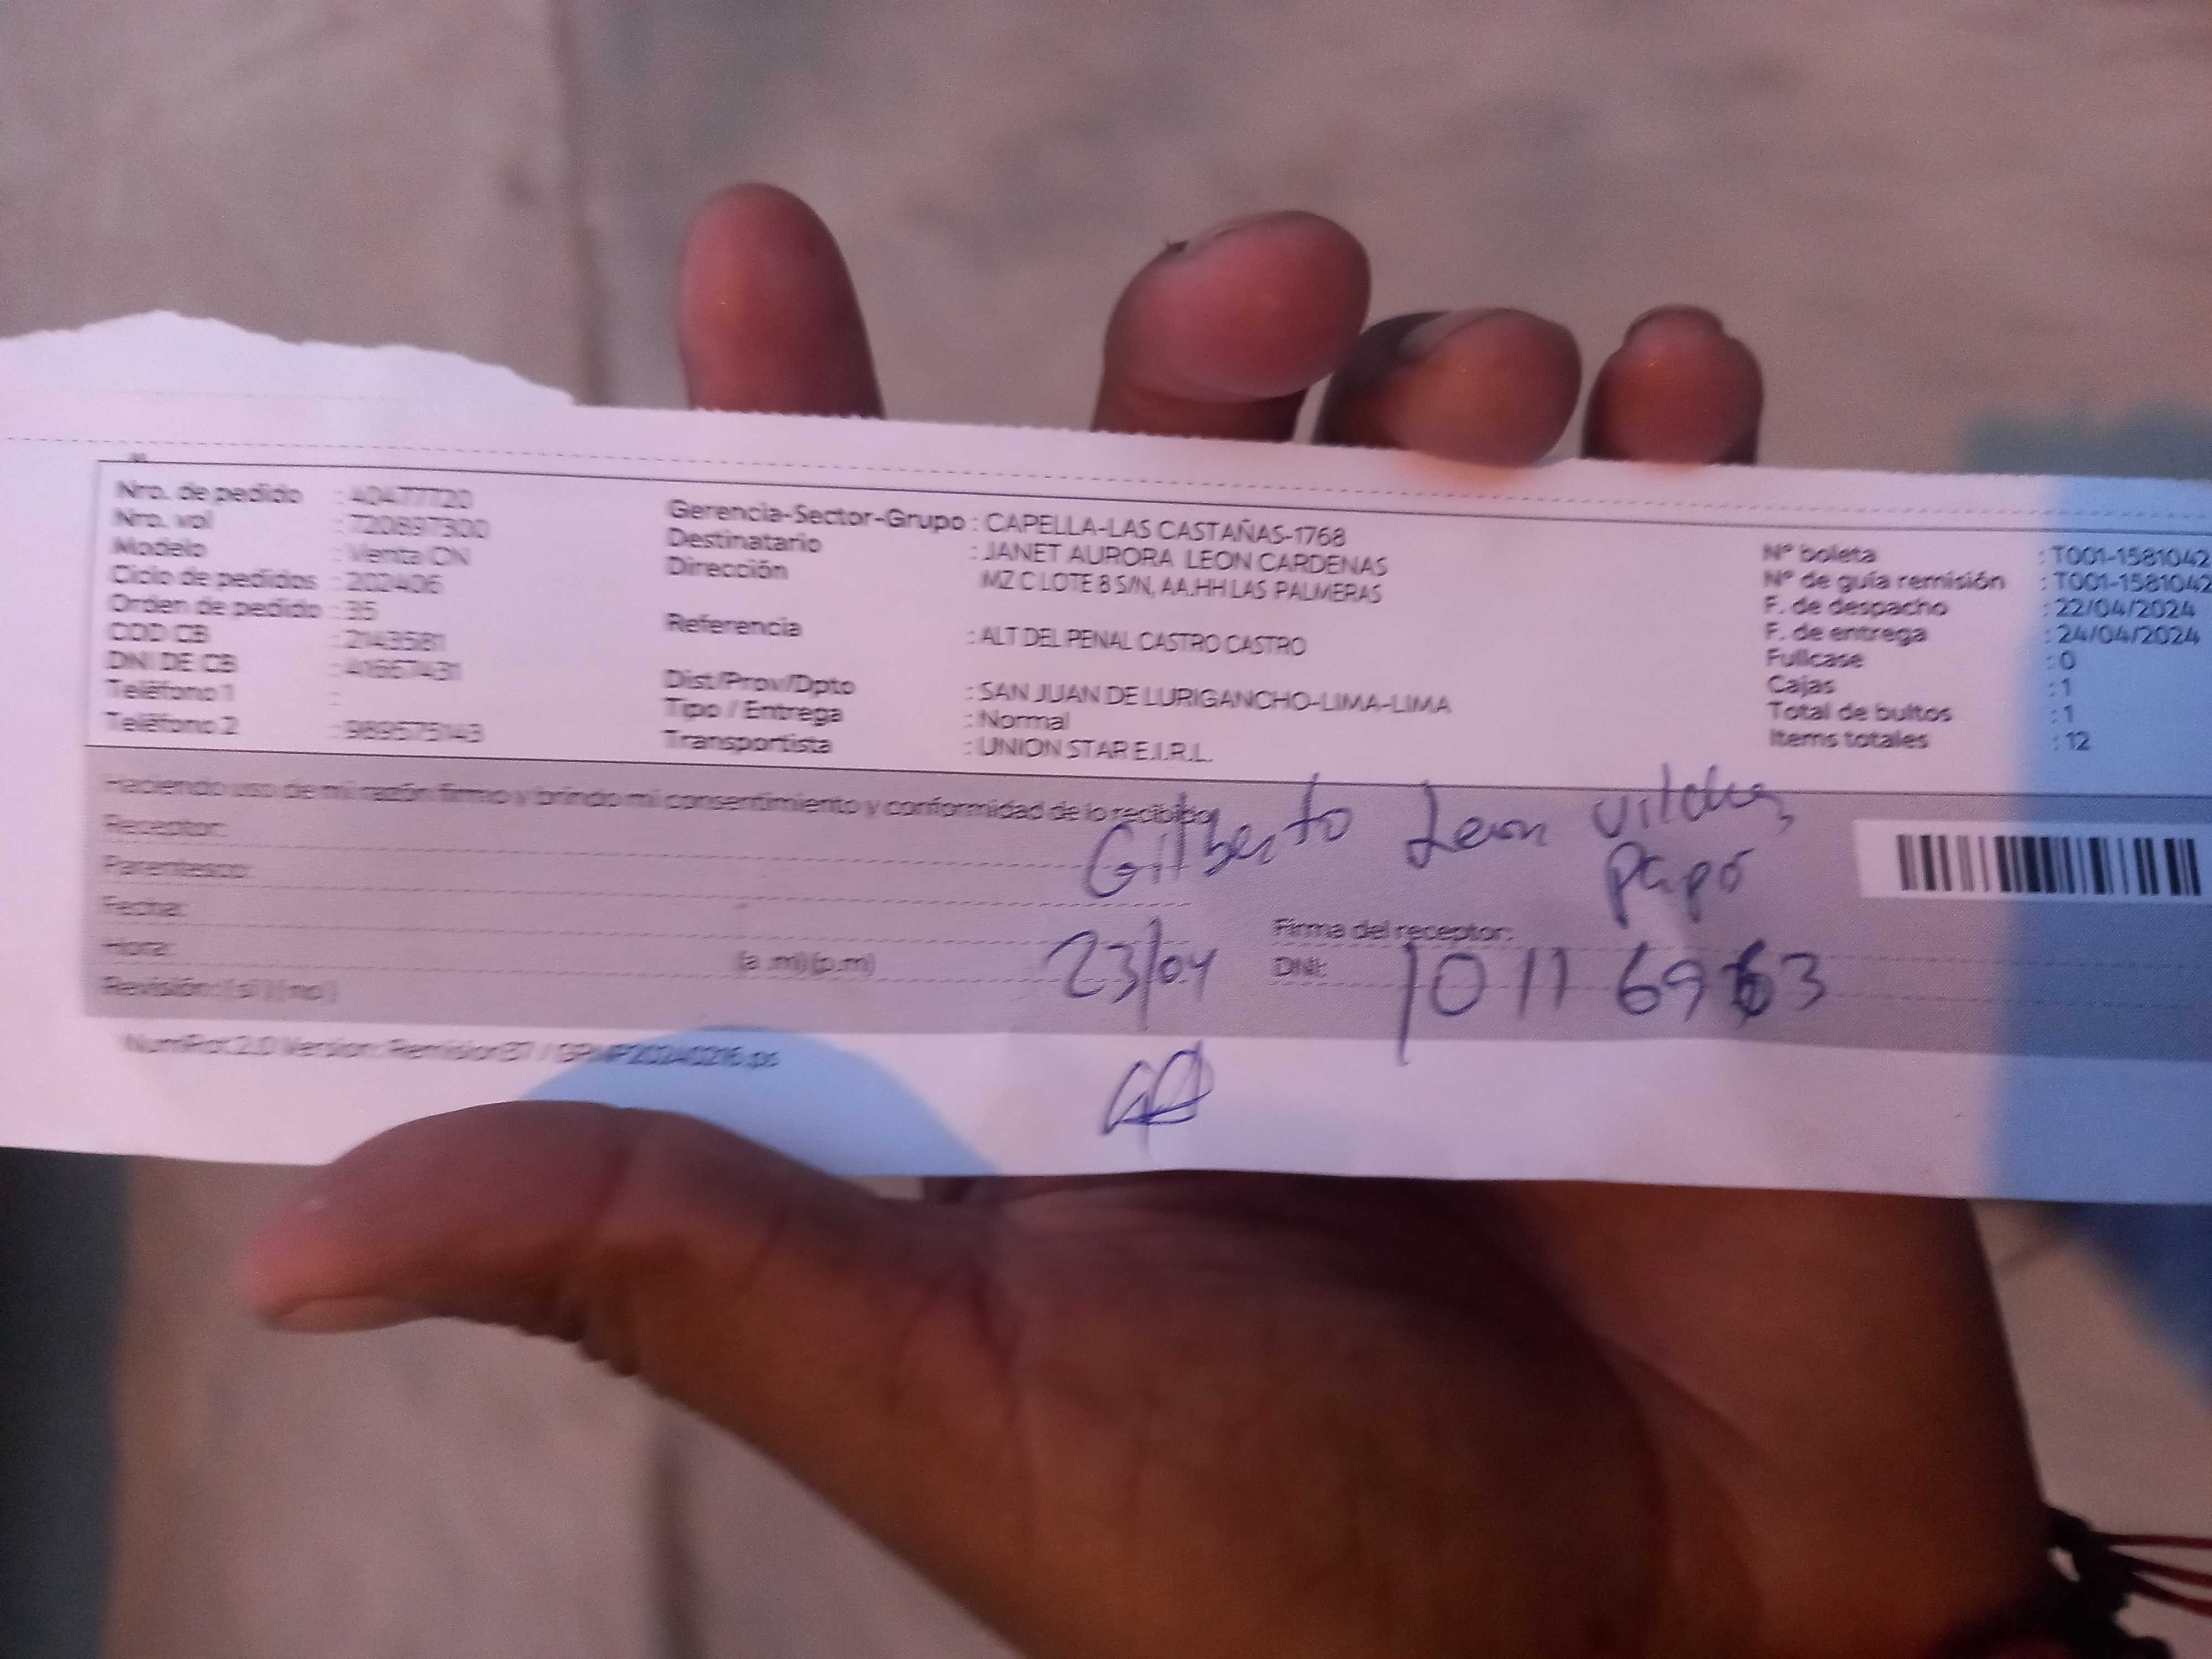 Nro. de pedido : 40477720
Nro. vol : 720897300
Modelo : Venta CN
Ciclo de pedidos : 202406
Orden de pedido : 35
COD CB : 2143581
DNI DE CB : 41667431
Teléfono 1 :
Teléfono 2 : 989575143
Gerencia-Sector-Grupo : CAPELLA-LAS CASTAÑAS-1768
Destinatario : JANET AURORA LEON CARDENAS
Dirección MZ C LOTE 8 S/N, AA.HH LAS PALMERAS
Referencia : ALT DEL PENAL CASTRO CASTRO
Dist/Prov/Dpto : SAN JUAN DE LURIGANCHO-LIMA-LIMA
Tipo / Entrega : Normal
Transportista : UNION STAR E.I.R.L.
N° boleta : T001-1581042
N° de guía remisión : T001-1581042
F. de despacho : 22/04/2024
F. de entrega : 24/04/2024
Fullcase : 0
Cajas : 1
Total de bultos : 1
Items totales : 12
Haciendo uso de mi razón firmo y brindo mi consentimiento y conformidad de lo recibido
Receptor: Gilberto Leon Vilchez
Parentesco: papá
Fecha: 23/04
Firma del receptor:
Hora: (a .m) (p.m)
DNI: 10116963
Revisión: ( si ) ( no )
NumRot 2.0 Version: Remision